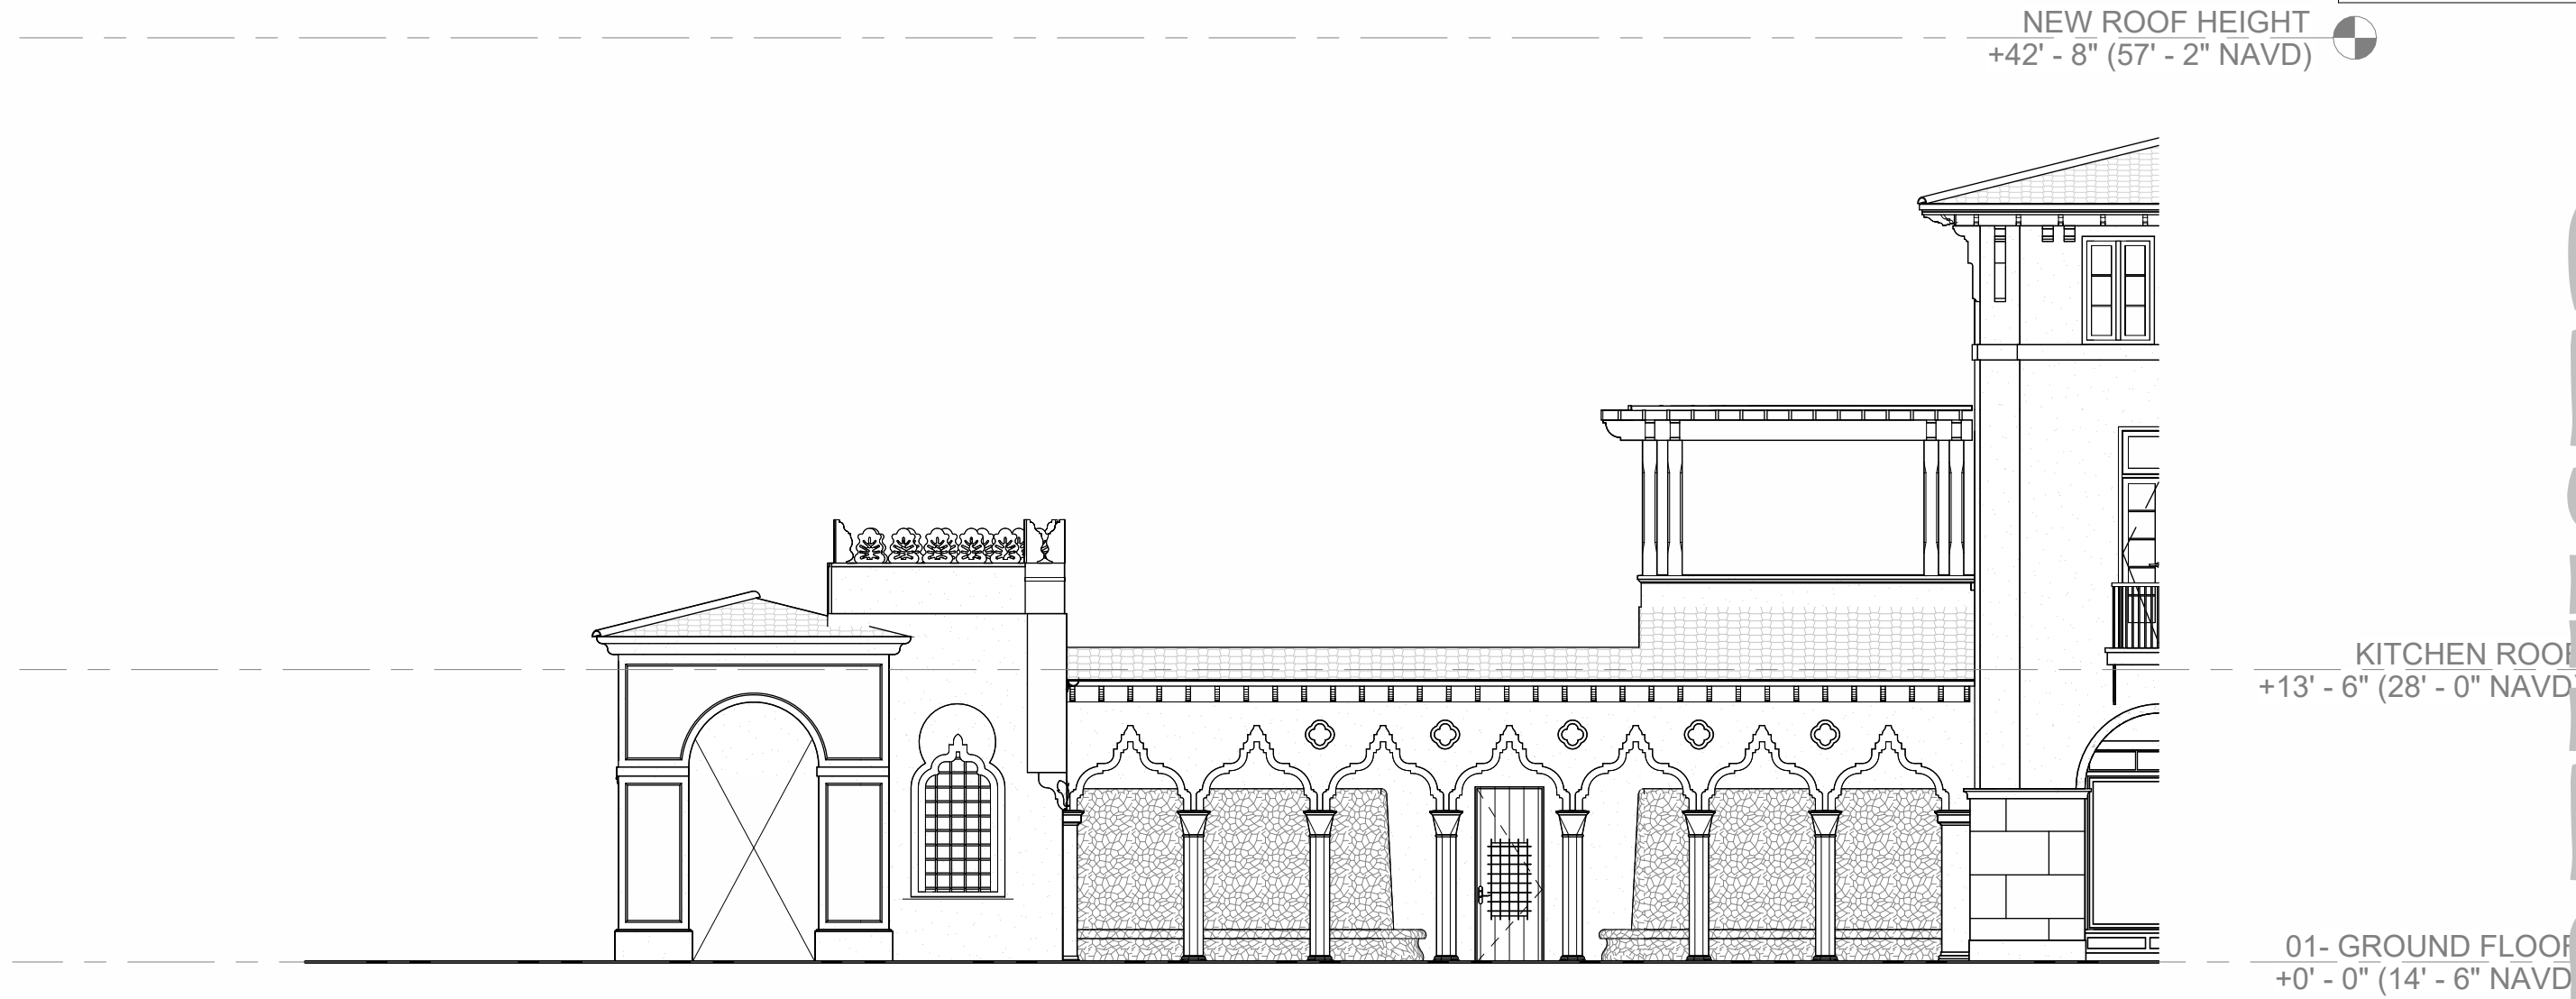 NEW ROOF HEIGHT
+42' - 8" (57' - 2" NAVD)
KITCHEN ROOF
+13' - 6" (28' - 0" NAVD)
01- GROUND FLOOR
+0' - 0" (14' - 6" NAVD